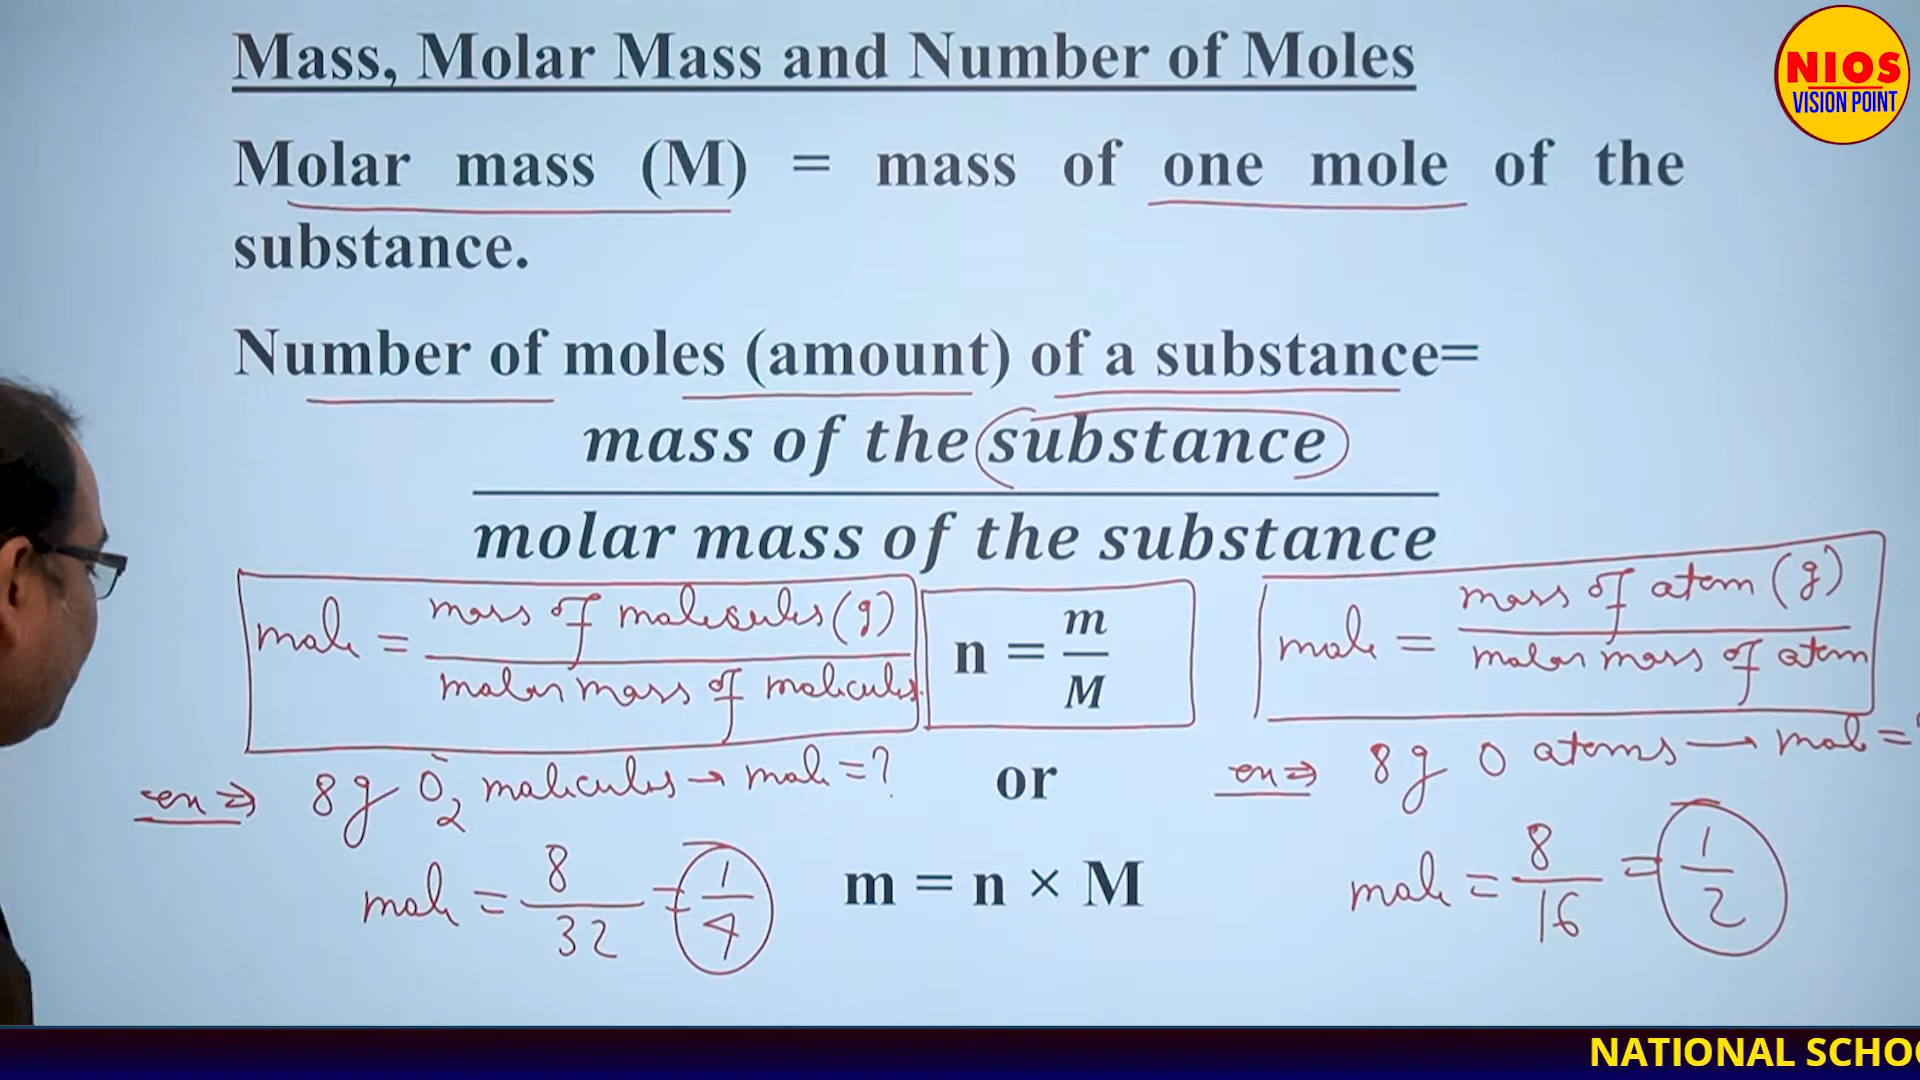 Mass, Molar Mass and Number of Moles
NIOS
VISION POINT
Molar mass (M) = mass of one mole of the
substance.
Number of moles (amount) of a substance=
mass of the substance
molar mass of the substance
mole = mass of molecules (g)
molar mass of molecules.
n = m
M
mole = mass of atom (g)
molar mass of atom
ex ⇒ 8 g O2 molecules → mole = ?
or
ex ⇒ 8 g O atoms → mole = ?
mole = 8/32 = 1/4
m = n × M
mole = 8/16 = 1/2
NATIONAL SCHOO